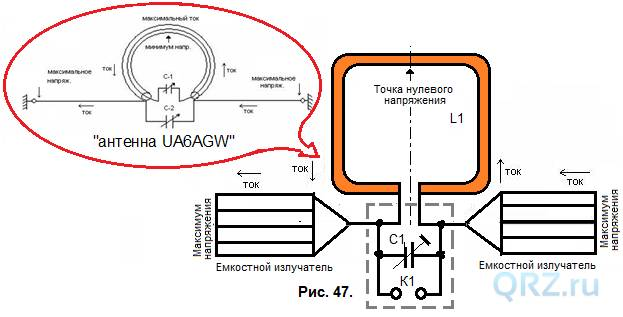 максимальный ток
минимум напр.
ток
ток
максимальное
напряж.
максимальное
напряж.
C-1
C-2
ток
ток
"антенна UA6AGW"
Точка нулевого
напряжения
L1
ток
ток
ток
ток
Максимум
напряжения
Максимум
напряжения
C1
K1
Емкостной излучатель
Емкостной излучатель
Рис. 47.
QRZ.ru